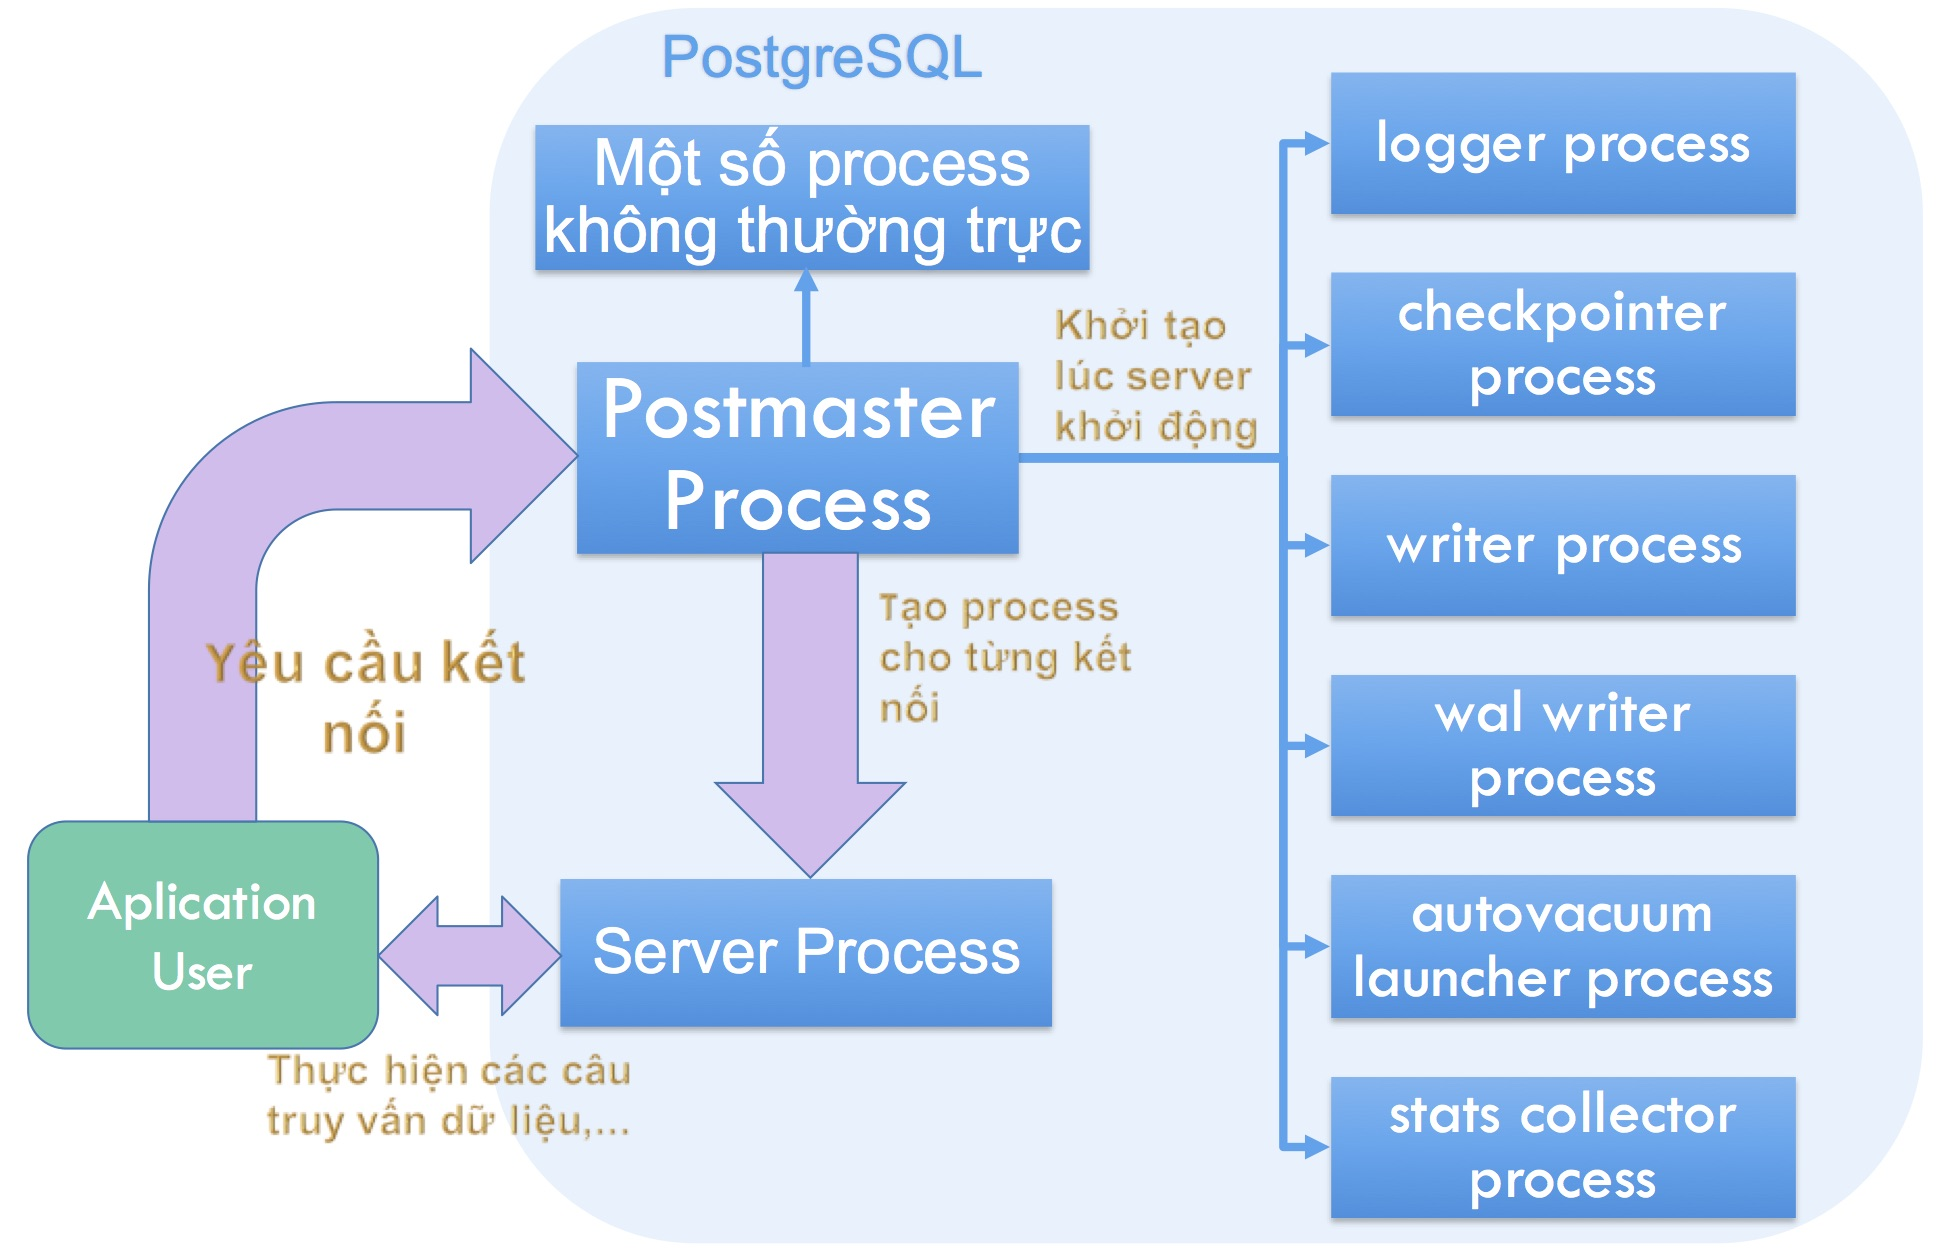 PostgreSQL
Một số process
không thường trực
Postmaster
Process
Khởi tạo
lúc server
khởi động
Yêu cầu kết
nối
Tạo process
cho từng kết
nối
Aplication
User
Server Process
Thực hiện các câu
truy vấn dữ liệu,...
logger process
checkpointer
process
writer process
wal writer
process
autovacuum
launcher process
stats collector
process